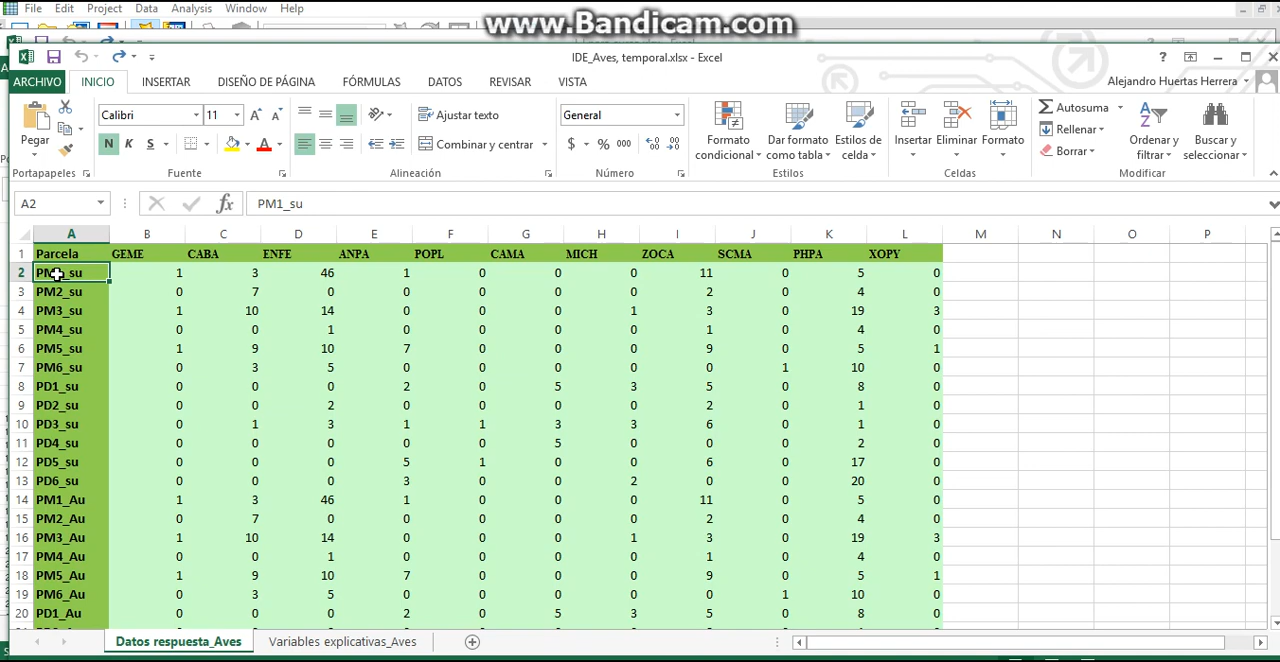 File Edit Project Data Analysis Window Help
www.Bandicam.com
IDE_Aves, temporal.xlsx - Excel
ARCHIVO INICIO INSERTAR DISEÑO DE PÁGINA FÓRMULAS DATOS REVISAR VISTA Alejandro Huertas Herrera
Pegar
Calibri 11
N K S
Ajustar texto
Combinar y centrar
General
$ % 000
Formato condicional
Dar formato como tabla
Estilos de celda
Insertar Eliminar Formato
Autosuma
Rellenar
Borrar
Ordenar y filtrar
Buscar y seleccionar
Portapapeles Fuente Alineación Número Estilos Celdas Modificar
A2 fx PM1_su
A B C D E F G H I J K L M N O P
1 Parcela GEME CABA ENFE ANPA POPL CAMA MICH ZOCA SCMA PHPA XOPY
2 PM1_su 1 3 46 1 0 0 0 11 0 5 0
3 PM2_su 0 7 0 0 0 0 0 2 0 4 0
4 PM3_su 1 10 14 0 0 0 1 3 0 19 3
5 PM4_su 0 0 1 0 0 0 0 1 0 4 0
6 PM5_su 1 9 10 7 0 0 0 9 0 5 1
7 PM6_su 0 3 5 0 0 0 0 0 1 10 0
8 PD1_su 0 0 0 2 0 5 3 5 0 8 0
9 PD2_su 0 0 2 0 0 0 0 2 0 1 0
10 PD3_su 0 1 3 1 1 3 3 6 0 1 0
11 PD4_su 0 0 0 0 0 5 0 0 0 2 0
12 PD5_su 0 0 0 5 1 0 0 6 0 17 0
13 PD6_su 0 0 0 3 0 0 2 0 0 20 0
14 PM1_Au 1 3 46 1 0 0 0 11 0 5 0
15 PM2_Au 0 7 0 0 0 0 0 2 0 4 0
16 PM3_Au 1 10 14 0 0 0 1 3 0 19 3
17 PM4_Au 0 0 1 0 0 0 0 1 0 4 0
18 PM5_Au 1 9 10 7 0 0 0 9 0 5 1
19 PM6_Au 0 3 5 0 0 0 0 0 1 10 0
20 PD1_Au 0 0 0 2 0 5 3 5 0 8 0
Datos respuesta_Aves Variables explicativas_Aves